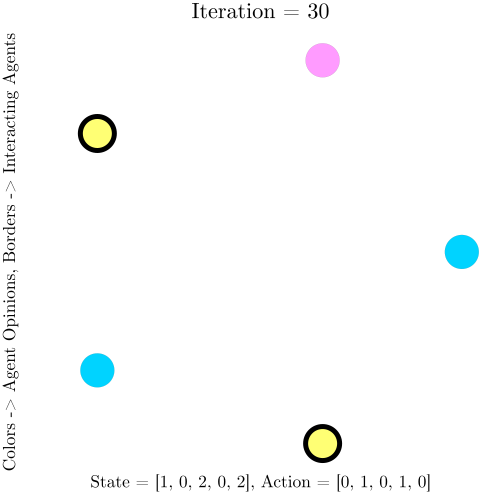 Iteration = 30
Colors -> Agent Opinions, Borders -> Interacting Agents
State = [1, 0, 2, 0, 2], Action = [0, 1, 0, 1, 0]